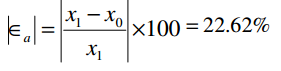 |∈ₐ| = |(x₁ − x₀) / x₁| × 100 = 22.62%